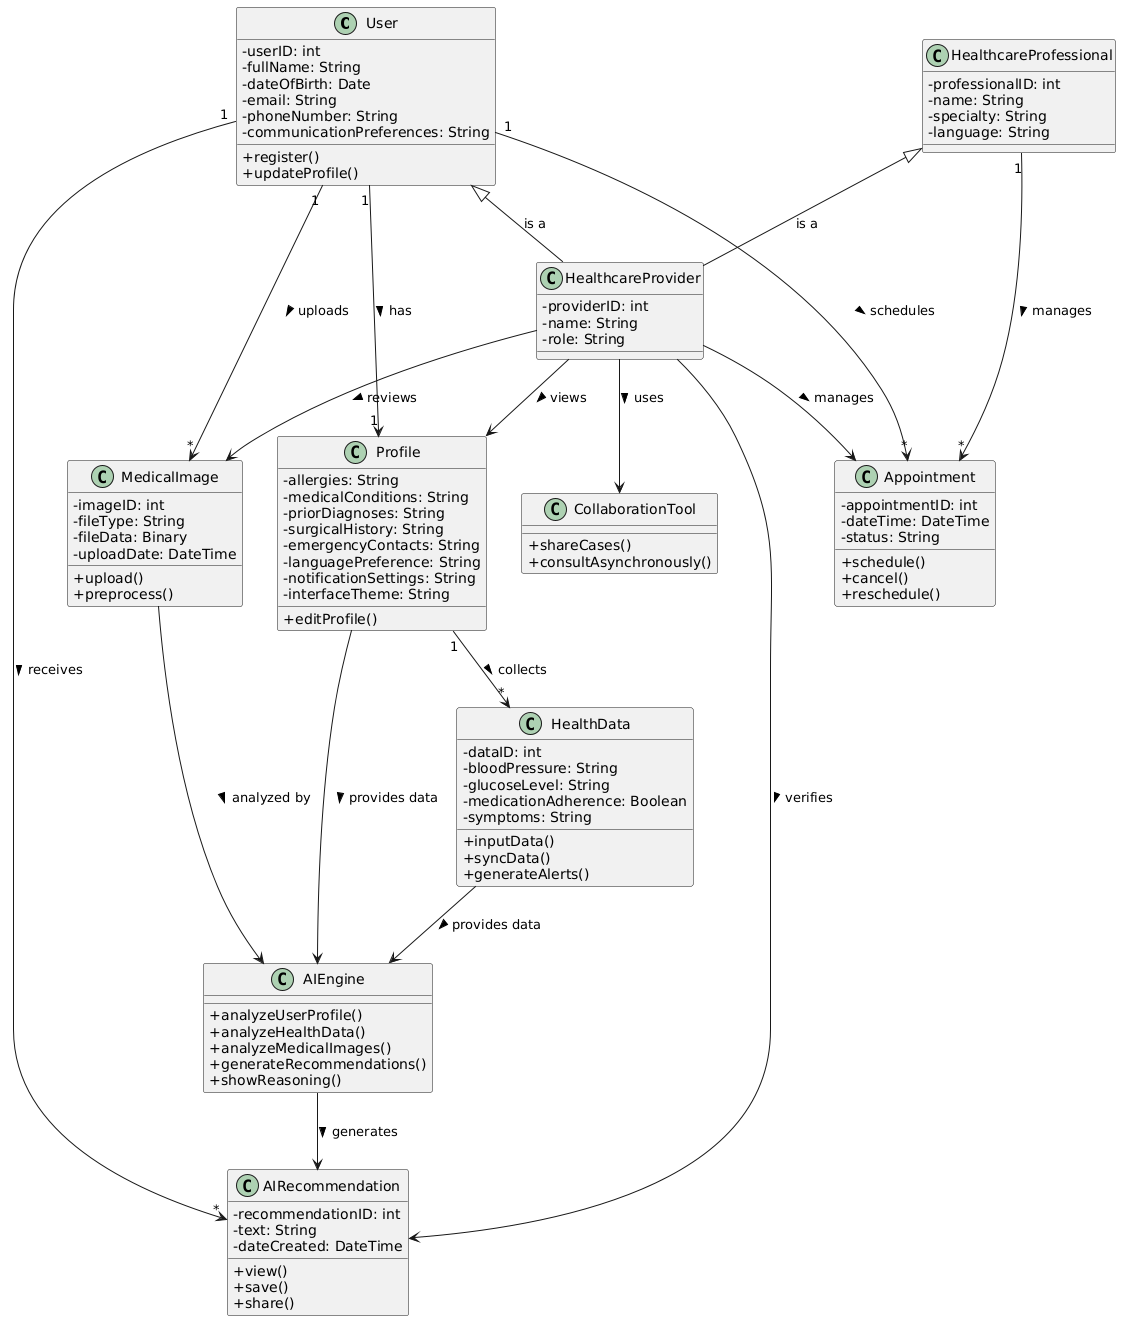 C User
-userID: int
-fullName: String
-dateOfBirth: Date
-email: String
-phoneNumber: String
-communicationPreferences: String
+register()
+updateProfile()
C HealthcareProfessional
-professionalID: int
-name: String
-specialty: String
-language: String
1
1
1
1
1
is a
is a
C HealthcareProvider
-providerID: int
-name: String
-role: String
uploads
has
schedules
manages
reviews
views
uses
manages
*
1
*
*
C MedicalImage
-imageID: int
-fileType: String
-fileData: Binary
-uploadDate: DateTime
+upload()
+preprocess()
C Profile
-allergies: String
-medicalConditions: String
-priorDiagnoses: String
-surgicalHistory: String
-emergencyContacts: String
-languagePreference: String
-notificationSettings: String
-interfaceTheme: String
+editProfile()
C CollaborationTool
+shareCases()
+consultAsynchronously()
C Appointment
-appointmentID: int
-dateTime: DateTime
-status: String
+schedule()
+cancel()
+reschedule()
receives
1
collects
*
C HealthData
-dataID: int
-bloodPressure: String
-glucoseLevel: String
-medicationAdherence: Boolean
-symptoms: String
+inputData()
+syncData()
+generateAlerts()
analyzed by
provides data
verifies
provides data
C AIEngine
+analyzeUserProfile()
+analyzeHealthData()
+analyzeMedicalImages()
+generateRecommendations()
+showReasoning()
generates
*
C AIRecommendation
-recommendationID: int
-text: String
-dateCreated: DateTime
+view()
+save()
+share()